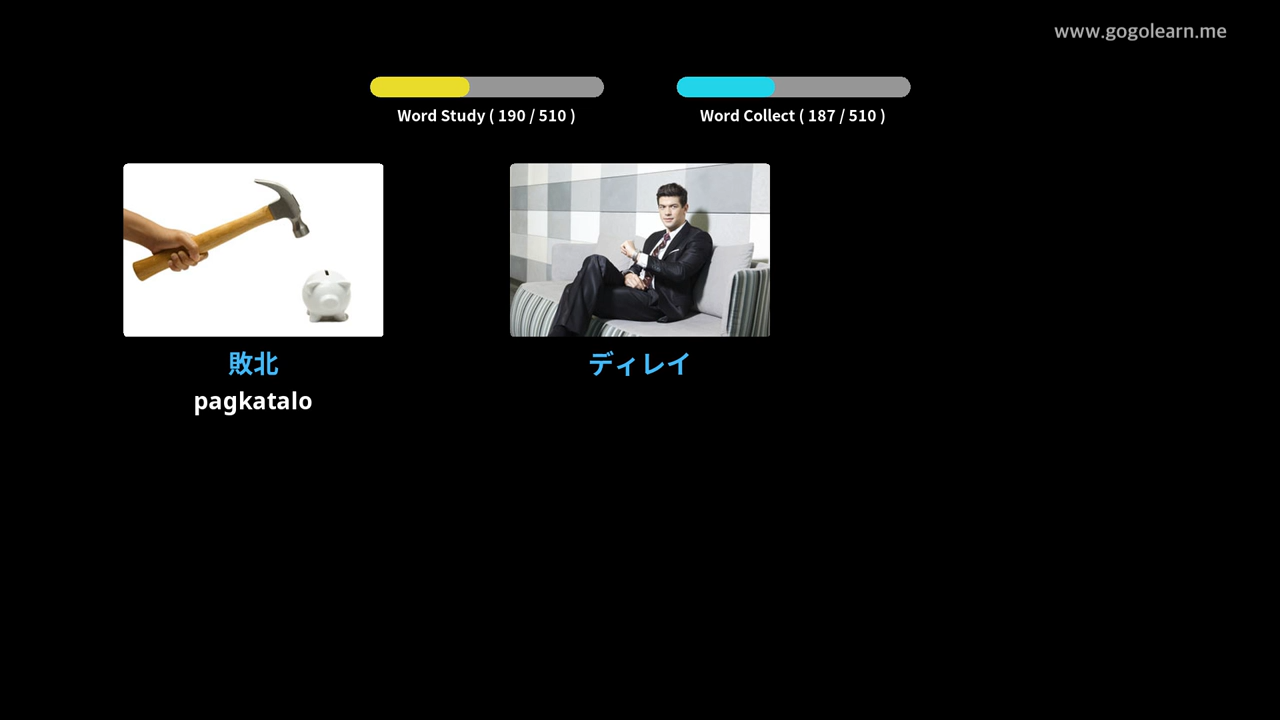 www.gogolearn.me
Word Study ( 190 / 510 )
Word Collect ( 187 / 510 )
敗北
pagkatalo
ディレイ